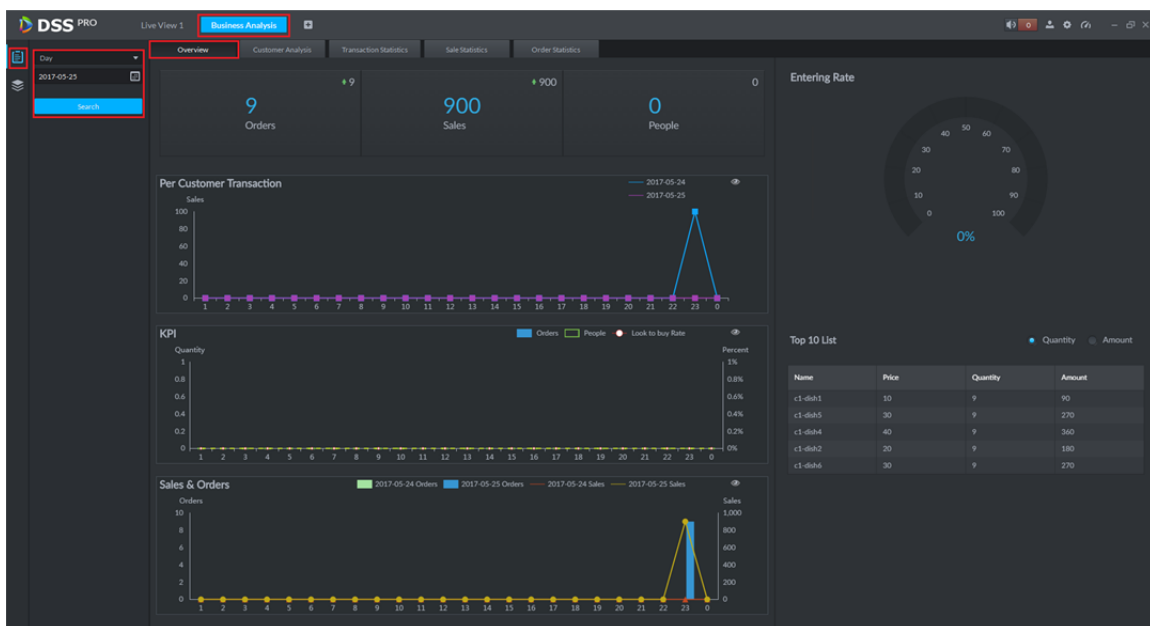 DSS PRO
Live View 1
Business Analysis
0
Day
2017-05-25
Search
Overview
Customer Analysis
Transaction Statistics
Sale Statistics
Order Statistics
9
9
Orders
900
900
Sales
0
0
People
Per Customer Transaction
2017-05-24
2017-05-25
Sales
100
80
60
40
20
0
1 2 3 4 5 6 7 8 9 10 11 12 13 14 15 16 17 18 19 20 21 22 23 0
KPI
Orders People Look to buy Rate
Quantity
Percent
1 1%
0.8 0.8%
0.6 0.6%
0.4 0.4%
0.2 0.2%
0 0%
1 2 3 4 5 6 7 8 9 10 11 12 13 14 15 16 17 18 19 20 21 22 23 0
Sales & Orders
2017-05-24 Orders 2017-05-25 Orders 2017-05-24 Sales 2017-05-25 Sales
Orders
Sales
10 1,000
8 800
6 600
4 400
2 200
0 0
1 2 3 4 5 6 7 8 9 10 11 12 13 14 15 16 17 18 19 20 21 22 23 0
Entering Rate
0 10 20 30 40 50 60 70 80 90 100
0%
Top 10 List
Quantity Amount
Name Price Quantity Amount
c1-dish1 10 9 90
c1-dish5 30 9 270
c1-dish4 40 9 360
c1-dish2 20 9 180
c1-dish6 30 9 270